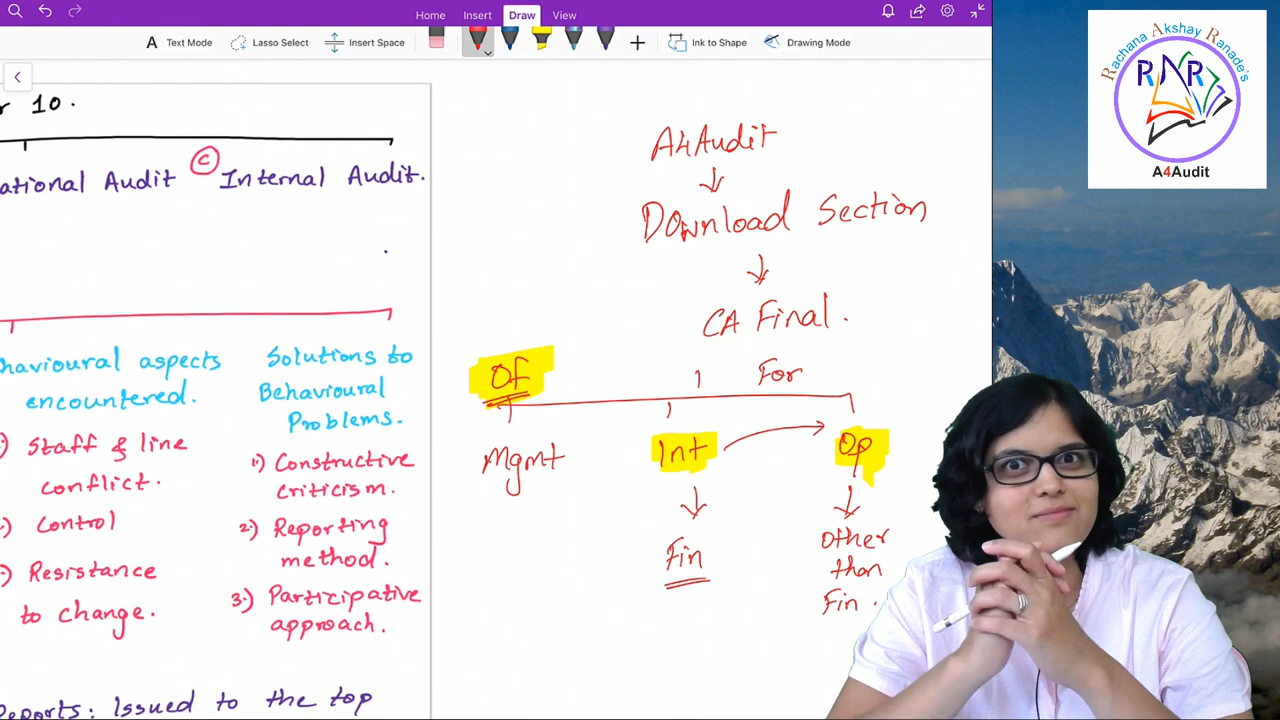 Home Insert Draw View
Text Mode Lasso Select Insert Space Ink to Shape Drawing Mode
Rachana Akshay Ranade's
RAR
A4Audit
r 10.
ational Audit © Internal Audit.
havioural aspects
encountered.
) Staff & line
conflict.
) Control
) Resistance
to change.
Solutions to
Behavioural
Problems.
1) Constructive
criticism.
2) Reporting
method.
3) Participative
approach.
eports: Issued to the top
A4Audit
Download Section
CA Final.
Of
For
Mgmt
Int
Op
Fin
Other
than
Fin.